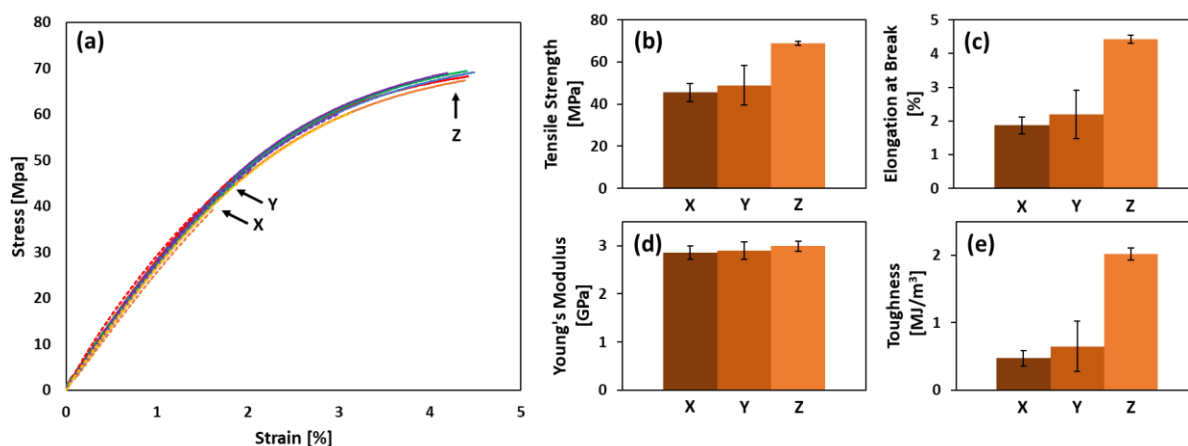 (a)
80
70
60
50
40
30
20
10
0
0 1 2 3 4 5
Stress [Mpa]
Strain [%]
Z
Y
X
(b)
Tensile Strength
[MPa]
80
60
40
20
0
X Y Z
(c)
Elongation at Break
[%]
5
4
3
2
1
0
X Y Z
(d)
Young's Modulus
[GPa]
3
2
1
0
X Y Z
(e)
Toughness
[MJ/m³]
2
1
0
X Y Z